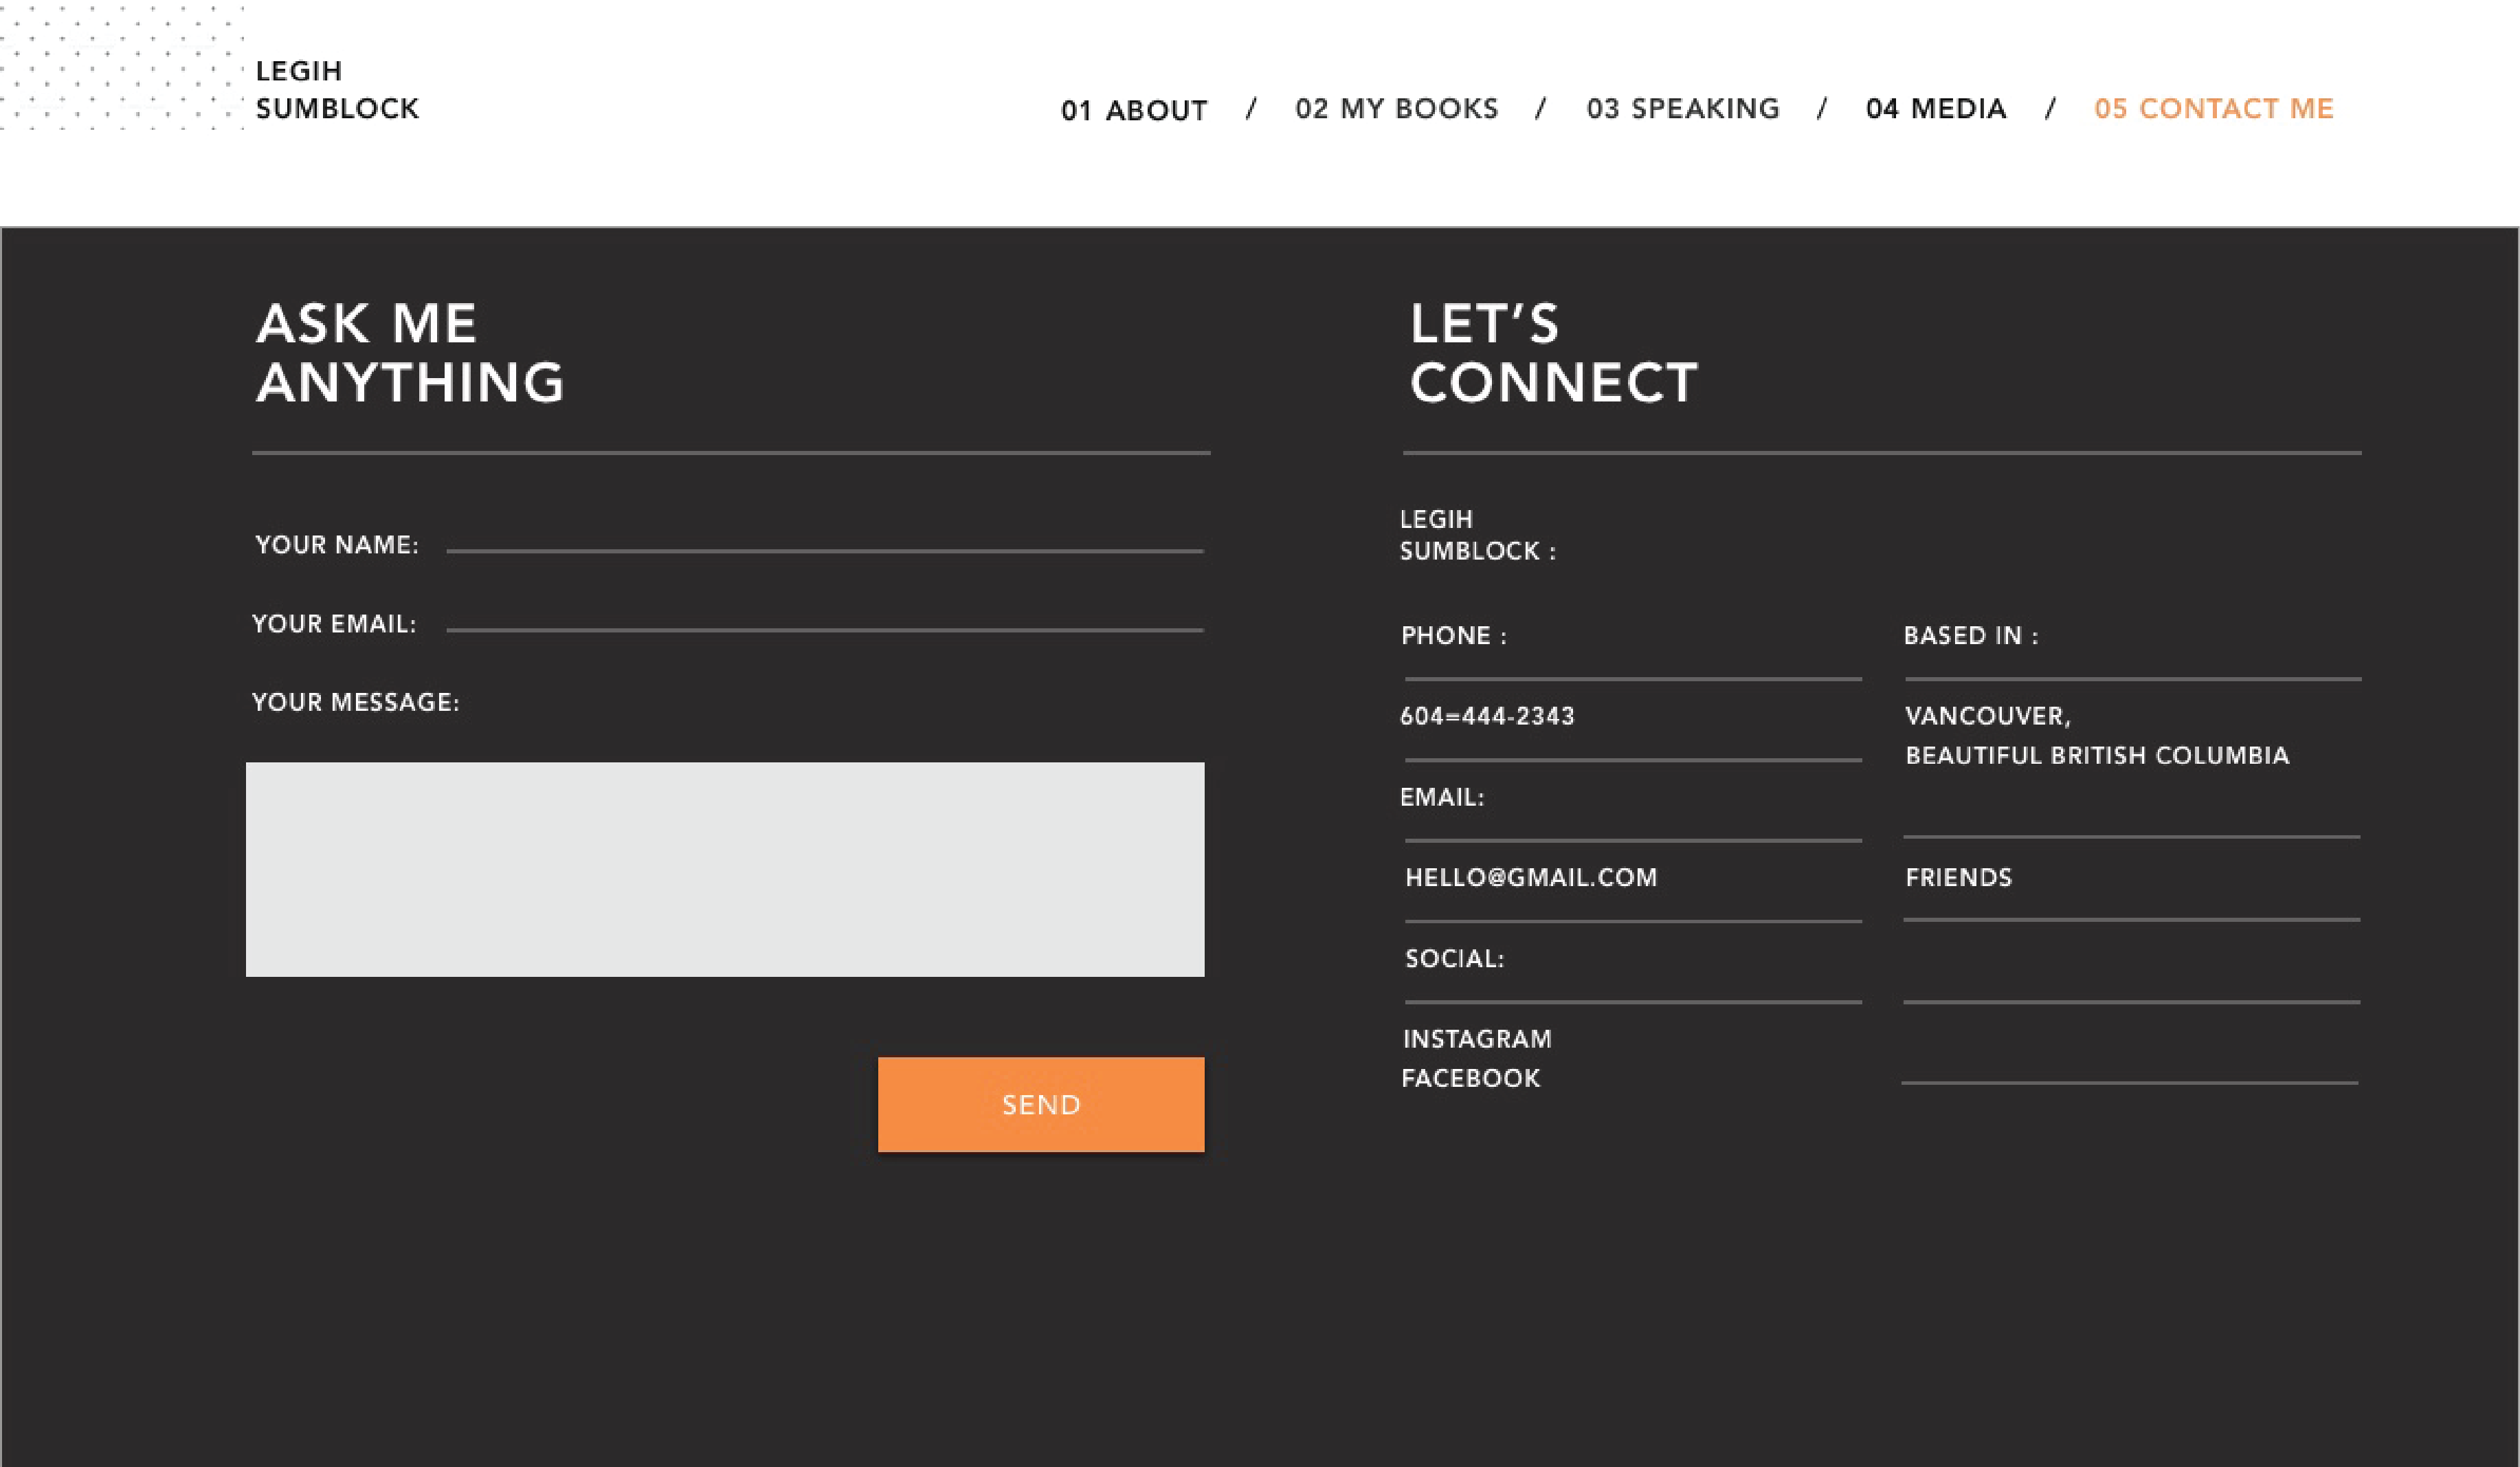 LEGIH
SUMBLOCK
01 ABOUT / 02 MY BOOKS / 03 SPEAKING / 04 MEDIA / 05 CONTACT ME
ASK ME
ANYTHING
YOUR NAME:
YOUR EMAIL:
YOUR MESSAGE:
SEND
LET’S
CONNECT
LEGIH
SUMBLOCK :
PHONE :
604=444-2343
EMAIL:
HELLO@GMAIL.COM
SOCIAL:
INSTAGRAM
FACEBOOK
BASED IN :
VANCOUVER,
BEAUTIFUL BRITISH COLUMBIA
FRIENDS